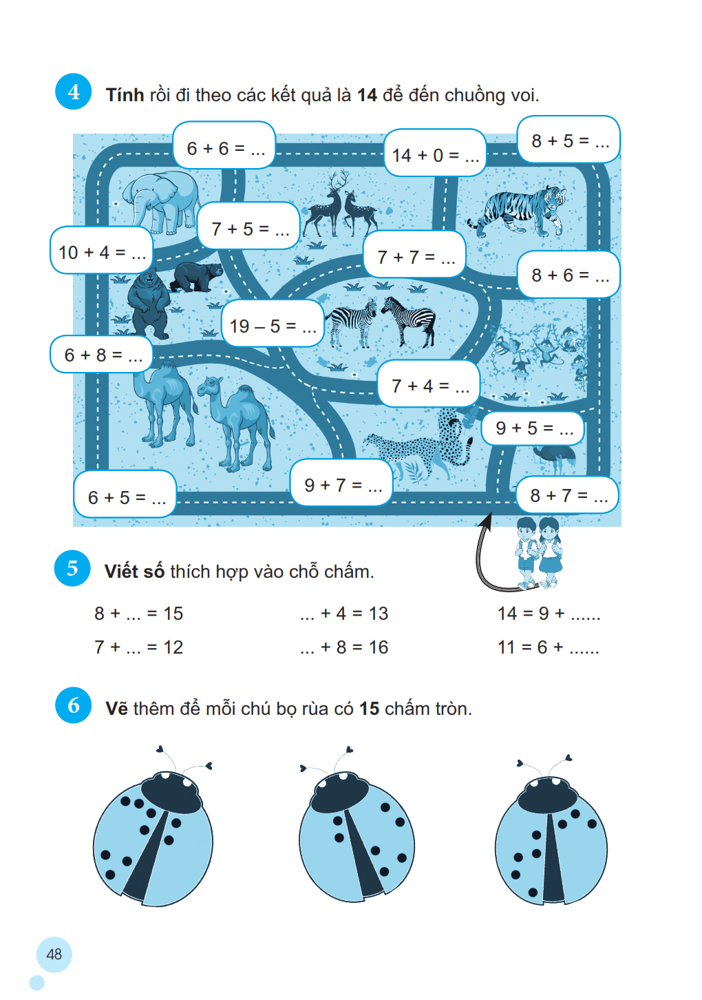 4 Tính rồi đi theo các kết quả là 14 để đến chuồng voi.
6 + 6 = ...
14 + 0 = ...
8 + 5 = ...
7 + 5 = ...
10 + 4 = ...
7 + 7 = ...
8 + 6 = ...
19 – 5 = ...
6 + 8 = ...
7 + 4 = ...
9 + 5 = ...
6 + 5 = ...
9 + 7 = ...
8 + 7 = ...
5 Viết số thích hợp vào chỗ chấm.
8 + ... = 15 ... + 4 = 13 14 = 9 + ......
7 + ... = 12 ... + 8 = 16 11 = 6 + ......
6 Vẽ thêm để mỗi chú bọ rùa có 15 chấm tròn.
48